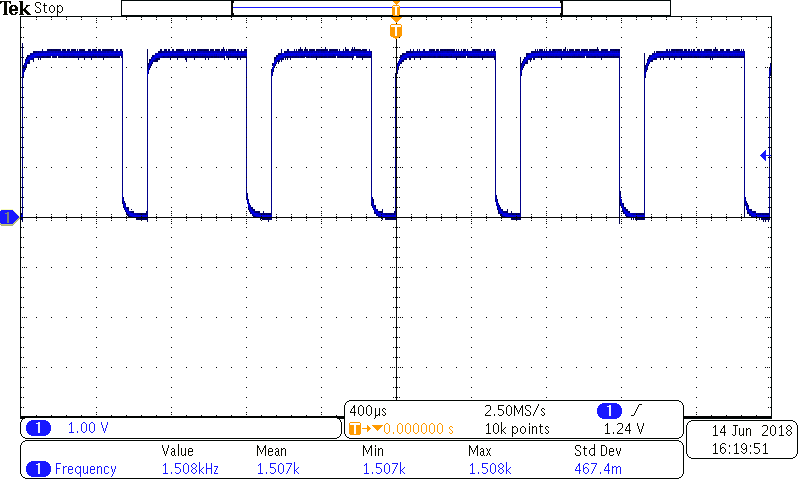 Tek Stop
T
T
1
400µs 2.50MS/s 1
1 1.00 V T 0.000000 s 10k points 1.24 V
14 Jun 2018
16:19:51
Value Mean Min Max Std Dev
1 Frequency 1.508kHz 1.507k 1.507k 1.508k 467.4m